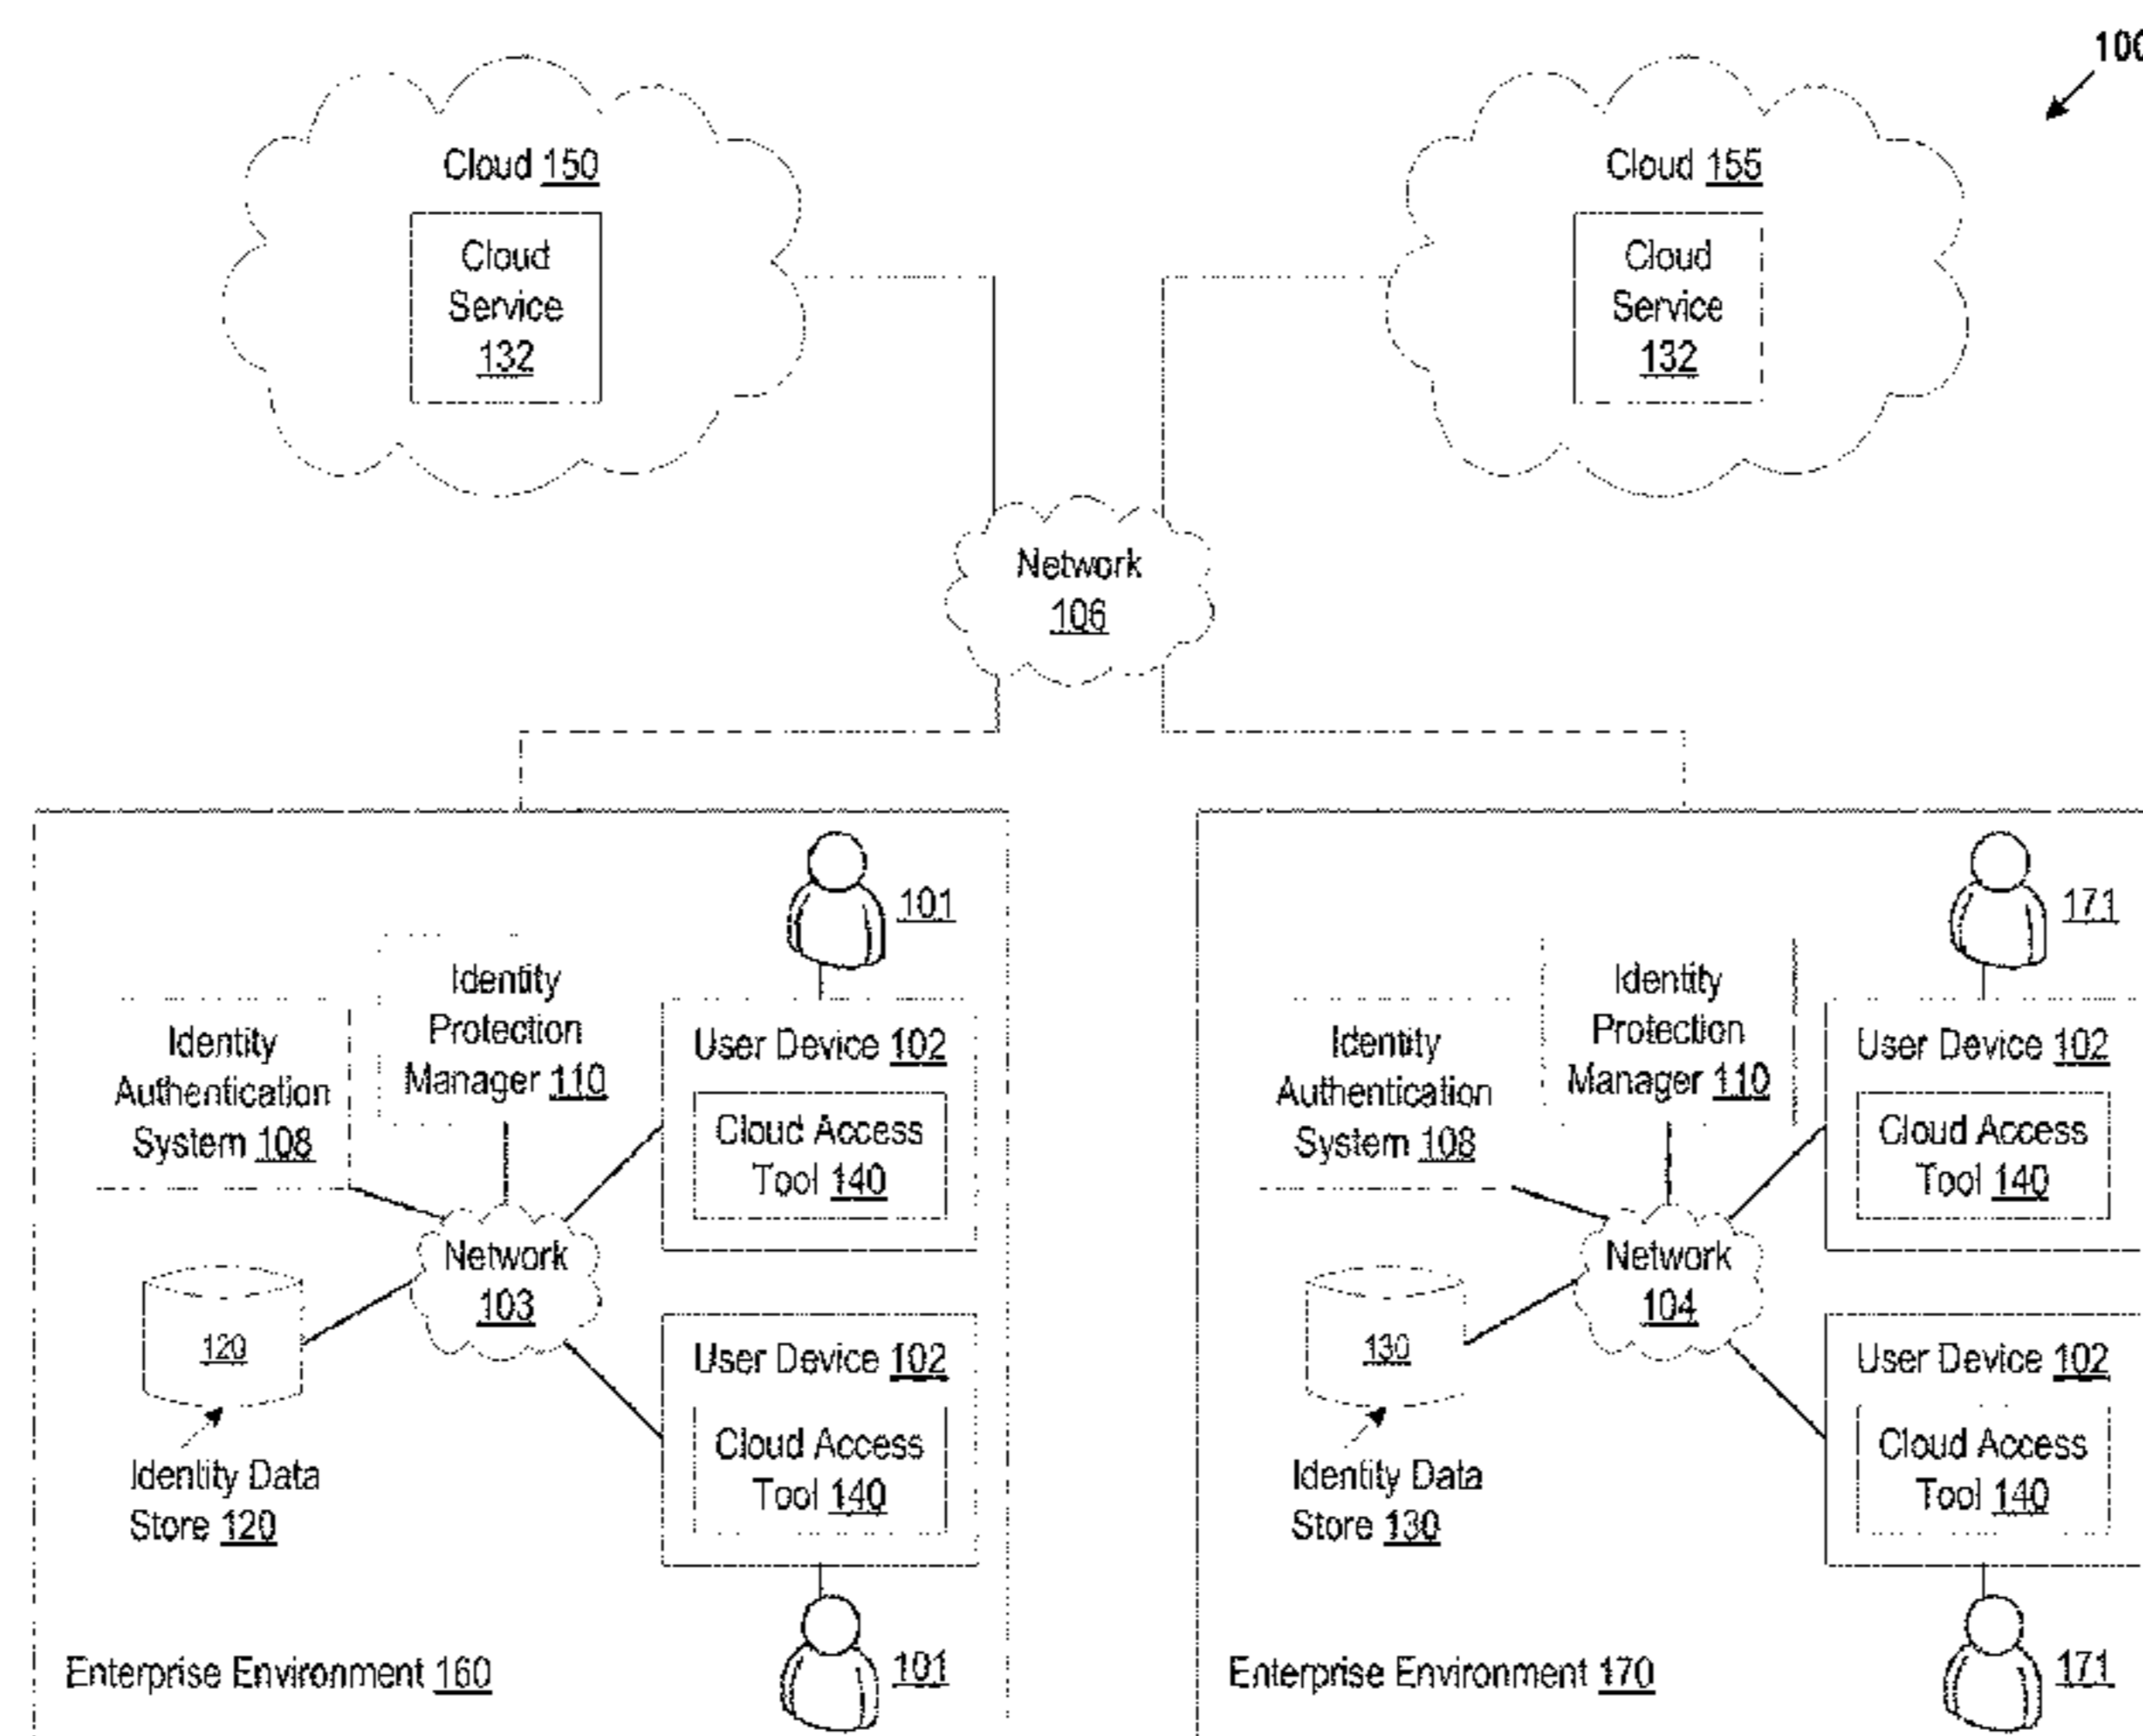 100
Cloud 150
Cloud
Service
132
Cloud 155
Cloud
Service
132
Network
106
101
Identity
Protection
Manager 110
Identity
Authentication
System 108
User Device 102
Cloud Access
Tool 140
Network
103
120
Identity Data
Store 120
User Device 102
Cloud Access
Tool 140
Enterprise Environment 160
101
171
Identity
Protection
Manager 110
Identity
Authentication
System 108
User Device 102
Cloud Access
Tool 140
Network
104
130
Identity Data
Store 130
User Device 102
Cloud Access
Tool 140
Enterprise Environment 170
171